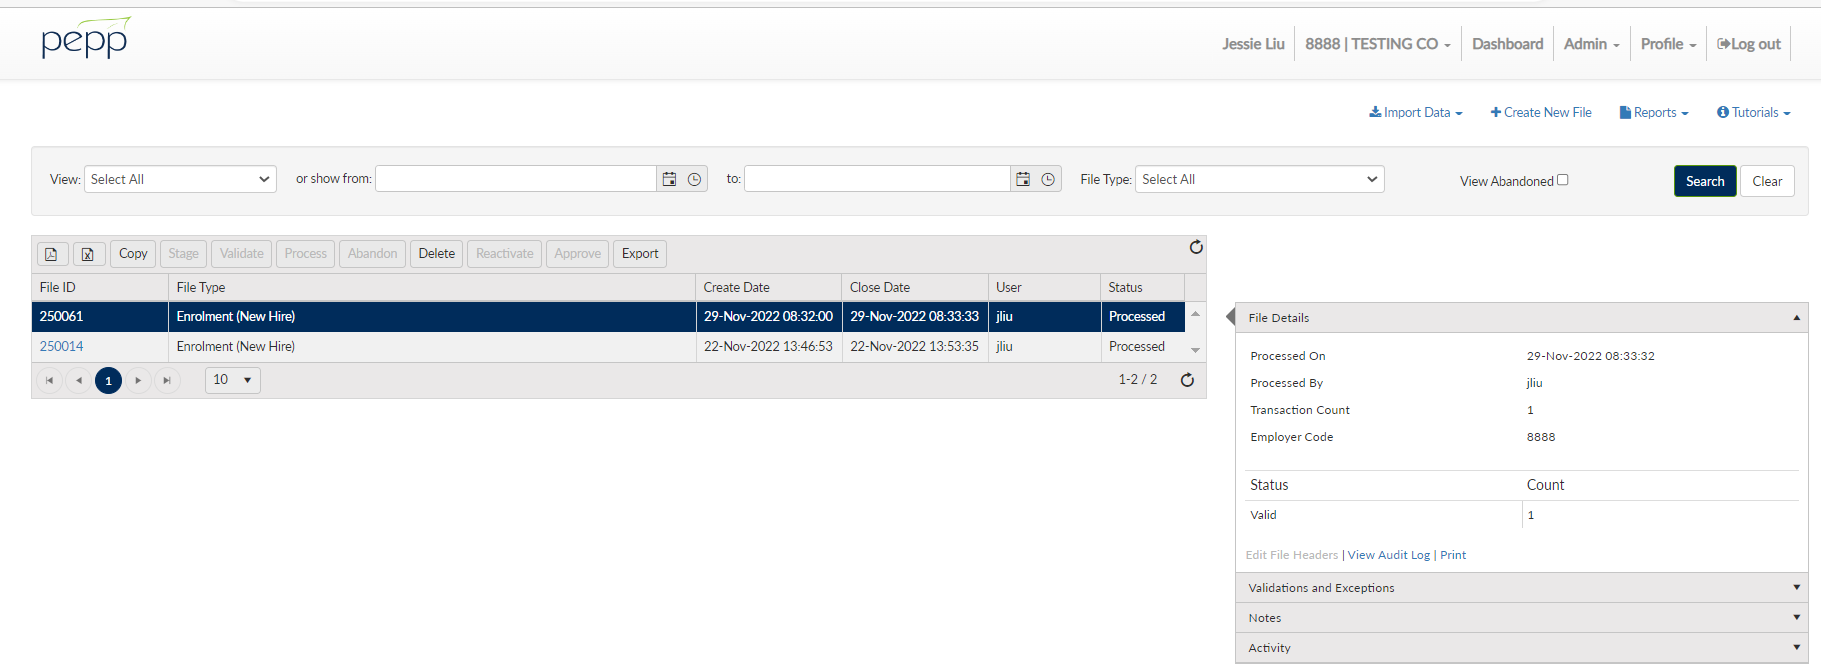 pepp
Jessie Liu 8888 | TESTING CO Dashboard Admin Profile Log out
Import Data Create New File Reports Tutorials
View: Select All or show from: to: File Type: Select All View Abandoned Search Clear
Copy Stage Validate Process Abandon Delete Reactivate Approve Export
File ID File Type Create Date Close Date User Status
250061 Enrolment (New Hire) 29-Nov-2022 08:32:00 29-Nov-2022 08:33:33 jliu Processed
250014 Enrolment (New Hire) 22-Nov-2022 13:46:53 22-Nov-2022 13:53:35 jliu Processed
1 10 1-2 / 2
File Details
Processed On 29-Nov-2022 08:33:32
Processed By jliu
Transaction Count 1
Employer Code 8888
Status Count
Valid 1
Edit File Headers | View Audit Log | Print
Validations and Exceptions
Notes
Activity